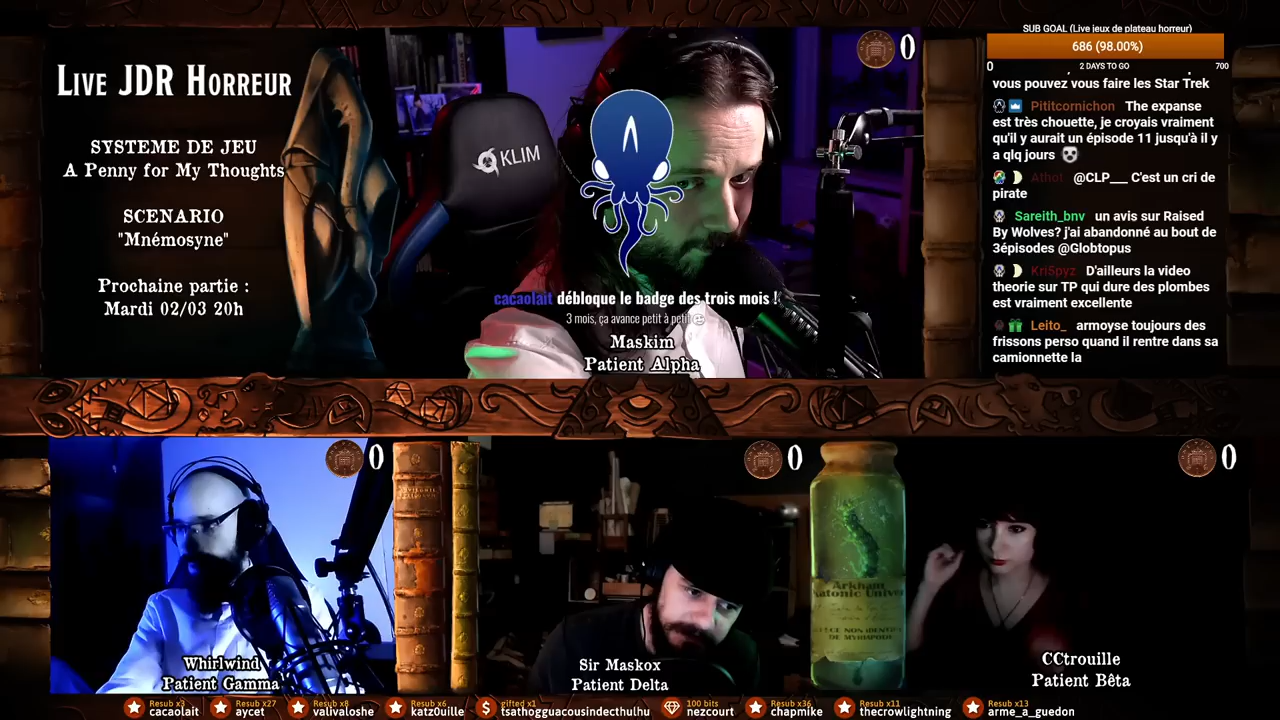 Live JDR Horreur
SYSTEME DE JEU
A Penny for My Thoughts
SCENARIO
"Mnémosyne"
Prochaine partie :
Mardi 02/03 20h
KLIM
0
cacaolait débloque le badge des trois mois !
3 mois, ça avance petit à petit
Maskim
Patient Alpha
SUB GOAL (Live jeux de plateau horreur)
686 (98.00%)
0
2 DAYS TO GO
700
vous pouvez vous faire les Star Trek
Pititcornichon The expanse
est très chouette, je croyais vraiment
qu'il y aurait un épisode 11 jusqu'à il y
a qlq jours
Athot @CLP___ C'est un cri de
pirate
Sareith_bnv un avis sur Raised
By Wolves? j'ai abandonné au bout de
3épisodes @Globtopus
KriSpyz D'ailleurs la video
theorie sur TP qui dure des plombes
est vraiment excellente
Leito_ armoyse toujours des
frissons perso quand il rentre dans sa
camionnette la
0
Whirlwind
Patient Gamma
0
Sir Maskox
Patient Delta
Arkham
0
CCtrouille
Patient Bêta
Resub x3
cacaolait
Resub x27
aycet
Resub x8
valivaloshe
Resub x6
katz0uille
gifted x1
tsathogguacousindecthulhu
100 bits
nezcourt
Resub x36
chapmike
Resub x11
thecrowlightning
Resub x13
arme_a_guedon